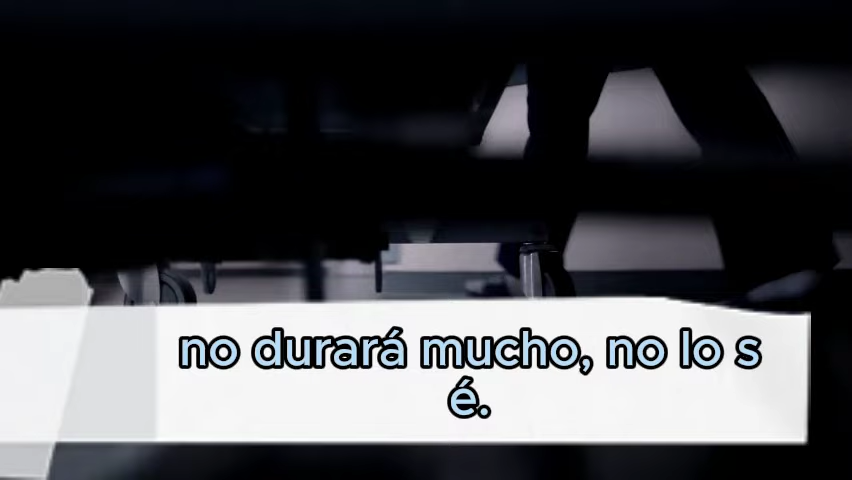 no durará mucho, no lo s
é.